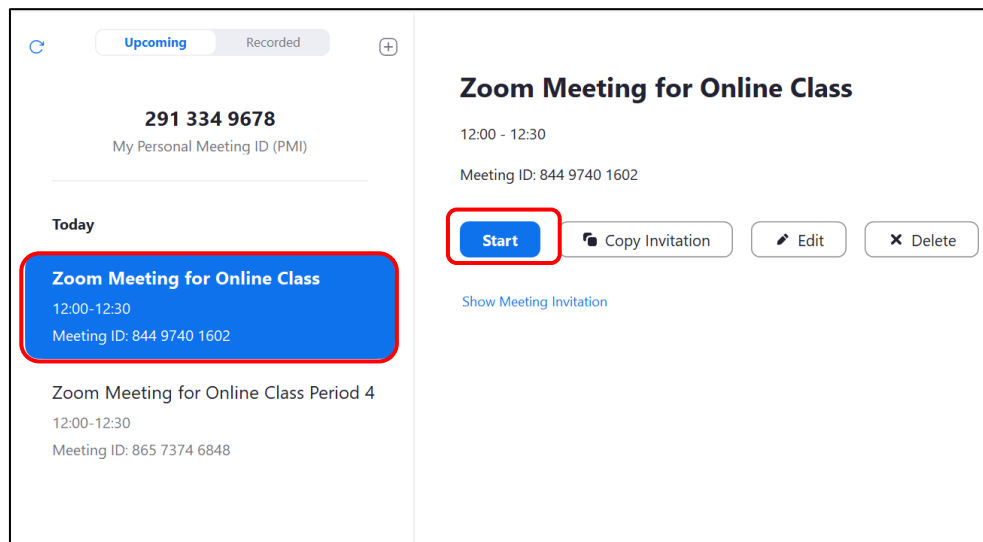 Upcoming
Recorded
291 334 9678
My Personal Meeting ID (PMI)
Today
Zoom Meeting for Online Class
12:00-12:30
Meeting ID: 844 9740 1602
Zoom Meeting for Online Class Period 4
12:00-12:30
Meeting ID: 865 7374 6848
Zoom Meeting for Online Class
12:00 - 12:30
Meeting ID: 844 9740 1602
Start
Copy Invitation
Edit
Delete
Show Meeting Invitation